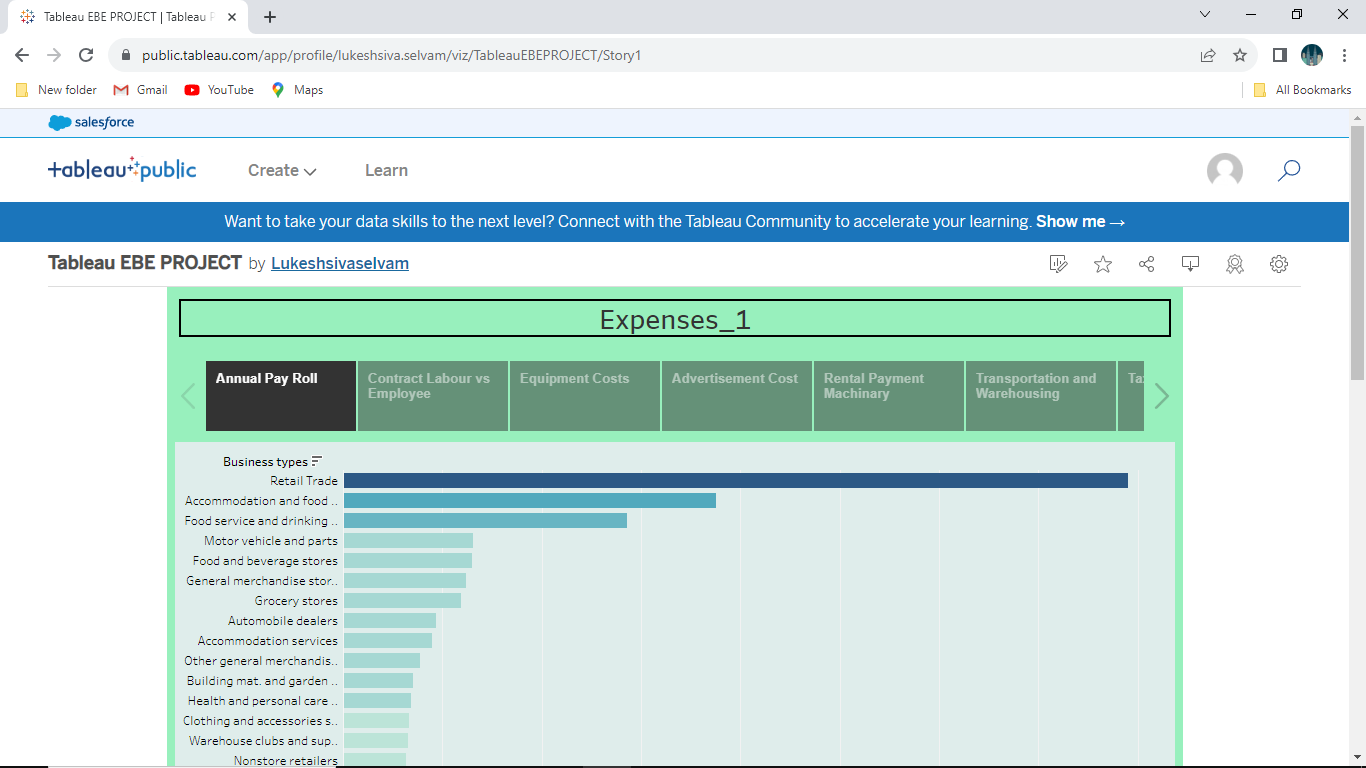 Tableau EBE PROJECT | Tableau P
public.tableau.com/app/profile/lukeshsiva.selvam/viz/TableauEBEPROJECT/Story1
New folder
Gmail
YouTube
Maps
All Bookmarks
salesforce
+ableau public
Create
Learn
Want to take your data skills to the next level? Connect with the Tableau Community to accelerate your learning. Show me →
Tableau EBE PROJECT by Lukeshsivaselvam
Expenses_1
Annual Pay Roll
Contract Labour vs
Employee
Equipment Costs
Advertisement Cost
Rental Payment
Machinary
Transportation and
Warehousing
Ta
Business types
Retail Trade
Accommodation and food ..
Food service and drinking ..
Motor vehicle and parts
Food and beverage stores
General merchandise stor..
Grocery stores
Automobile dealers
Accommodation services
Other general merchandis..
Building mat. and garden ..
Health and personal care ..
Clothing and accessories s..
Warehouse clubs and sup..
Nonstore retailers